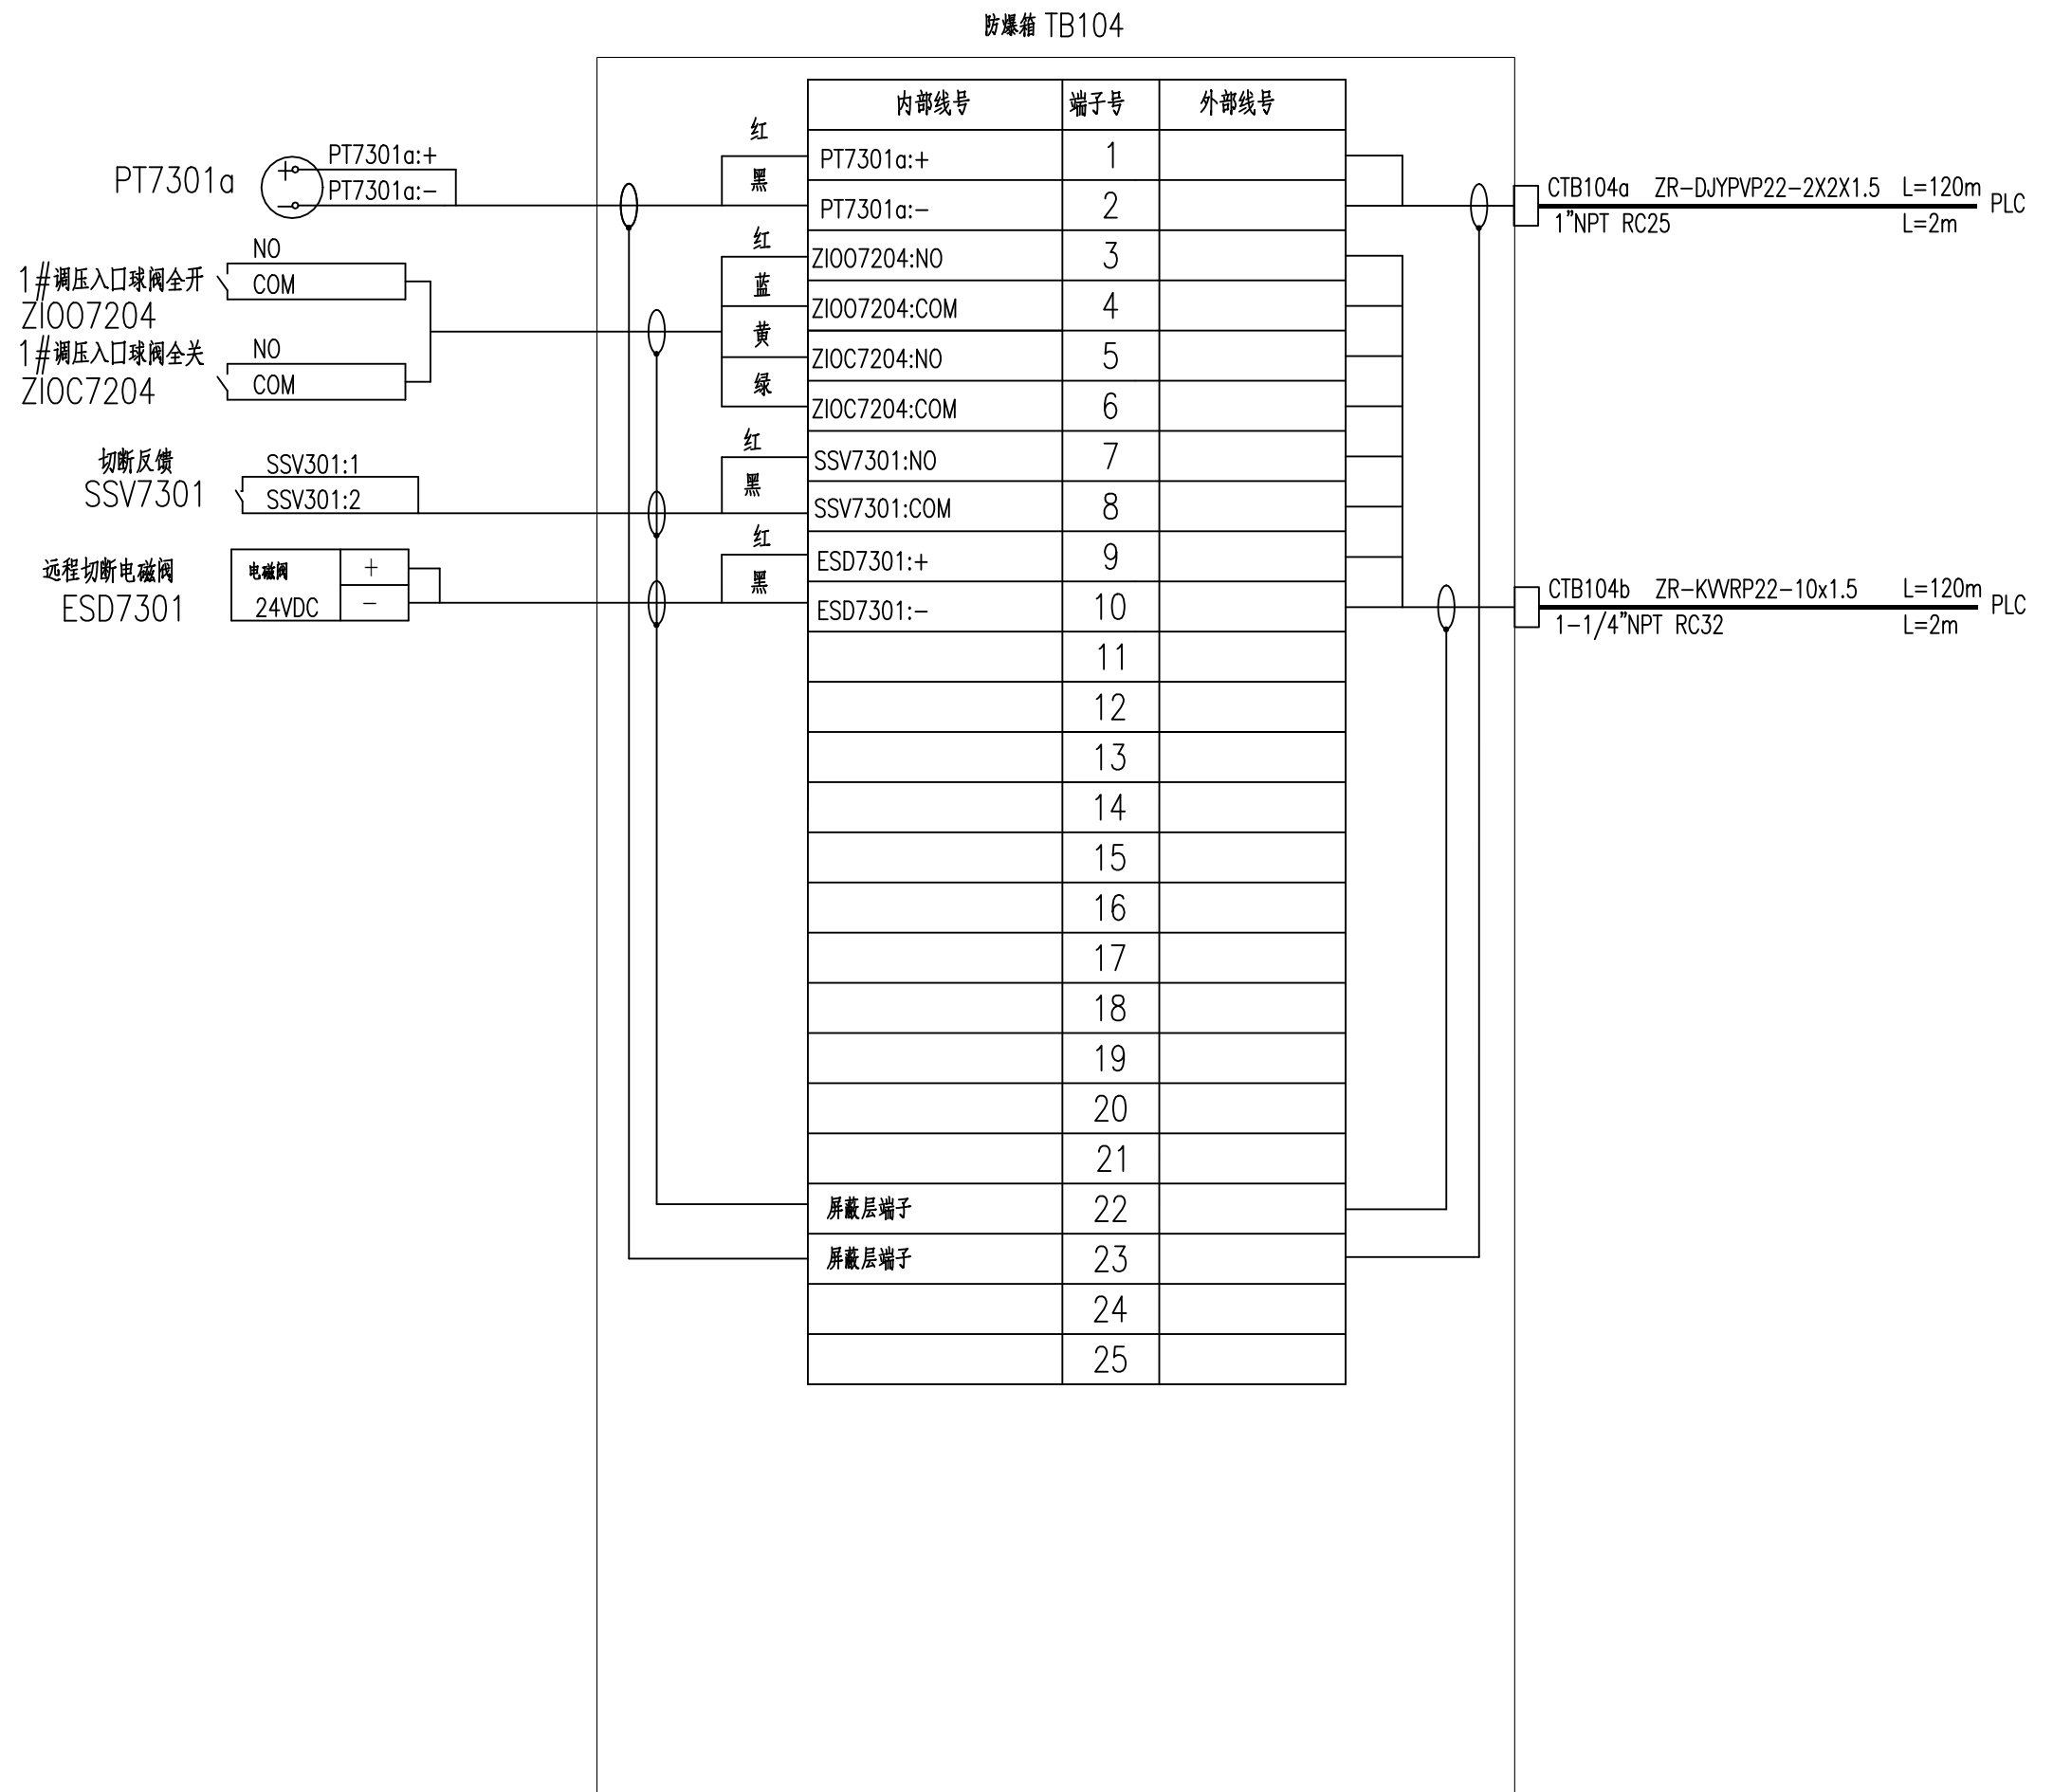 防爆箱 TB104
内部线号 端子号 外部线号
PT7301a
PT7301a:+
PT7301a:-
红
黑
PT7301a:+ 1
PT7301a:- 2
CTB104a ZR-DJYPVP22-2X2X1.5 L=120m
1"NPT RC25 L=2m
PLC
1#调压入口球阀全开
ZIOO7204
NO
COM
1#调压入口球阀全关
ZIOC7204
NO
COM
红
蓝
黄
绿
ZIOO7204:NO 3
ZIOO7204:COM 4
ZIOC7204:NO 5
ZIOC7204:COM 6
切断反馈
SSV7301
SSV301:1
SSV301:2
红
黑
SSV7301:NO 7
SSV7301:COM 8
远程切断电磁阀
ESD7301
电磁阀
24VDC
+
-
红
黑
ESD7301:+ 9
ESD7301:- 10
CTB104b ZR-KVVRP22-10x1.5 L=120m
1-1/4"NPT RC32 L=2m
PLC
11
12
13
14
15
16
17
18
19
20
21
屏蔽层端子 22
屏蔽层端子 23
24
25